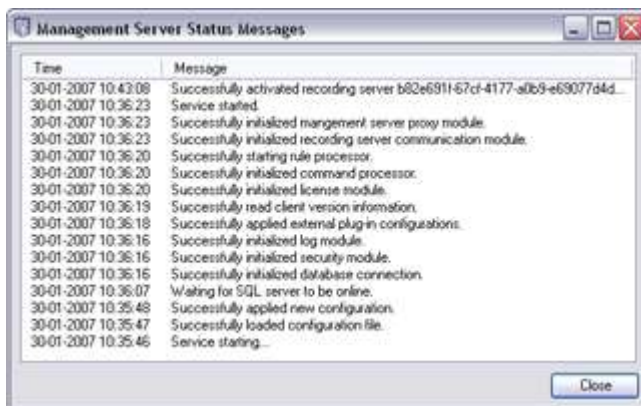 Management Server Status Messages
Time Message
30-01-2007 10:43:08 Successfully activated recording server b82e691f-67cf-4177-a0b9-e69077d4d...
30-01-2007 10:36:23 Service started.
30-01-2007 10:36:23 Successfully initialized mangement server proxy module.
30-01-2007 10:36:23 Successfully initialized recording server communication module.
30-01-2007 10:36:20 Successfully starting rule processor.
30-01-2007 10:36:20 Successfully initialized command processor.
30-01-2007 10:36:20 Successfully initialized license module.
30-01-2007 10:36:19 Successfully read client version information.
30-01-2007 10:36:18 Successfully applied external plug-in configurations.
30-01-2007 10:36:16 Successfully initialized log module.
30-01-2007 10:36:16 Successfully initialized security module.
30-01-2007 10:36:16 Successfully initialized database connection.
30-01-2007 10:36:07 Waiting for SQL server to be online.
30-01-2007 10:35:48 Successfully applied new configuration.
30-01-2007 10:35:47 Successfully loaded configuration file.
30-01-2007 10:35:46 Service starting...
Close